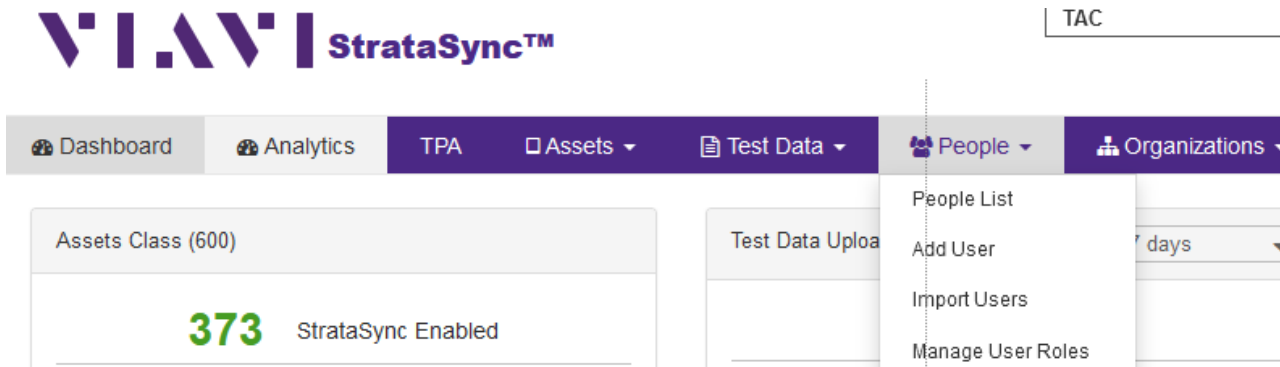 VIAVI StrataSync™
TAC
Dashboard Analytics TPA Assets Test Data People Organizations
People List
Add User
Import Users
Manage User Roles
Assets Class (600)
373 StrataSync Enabled
Test Data Uploa
7 days